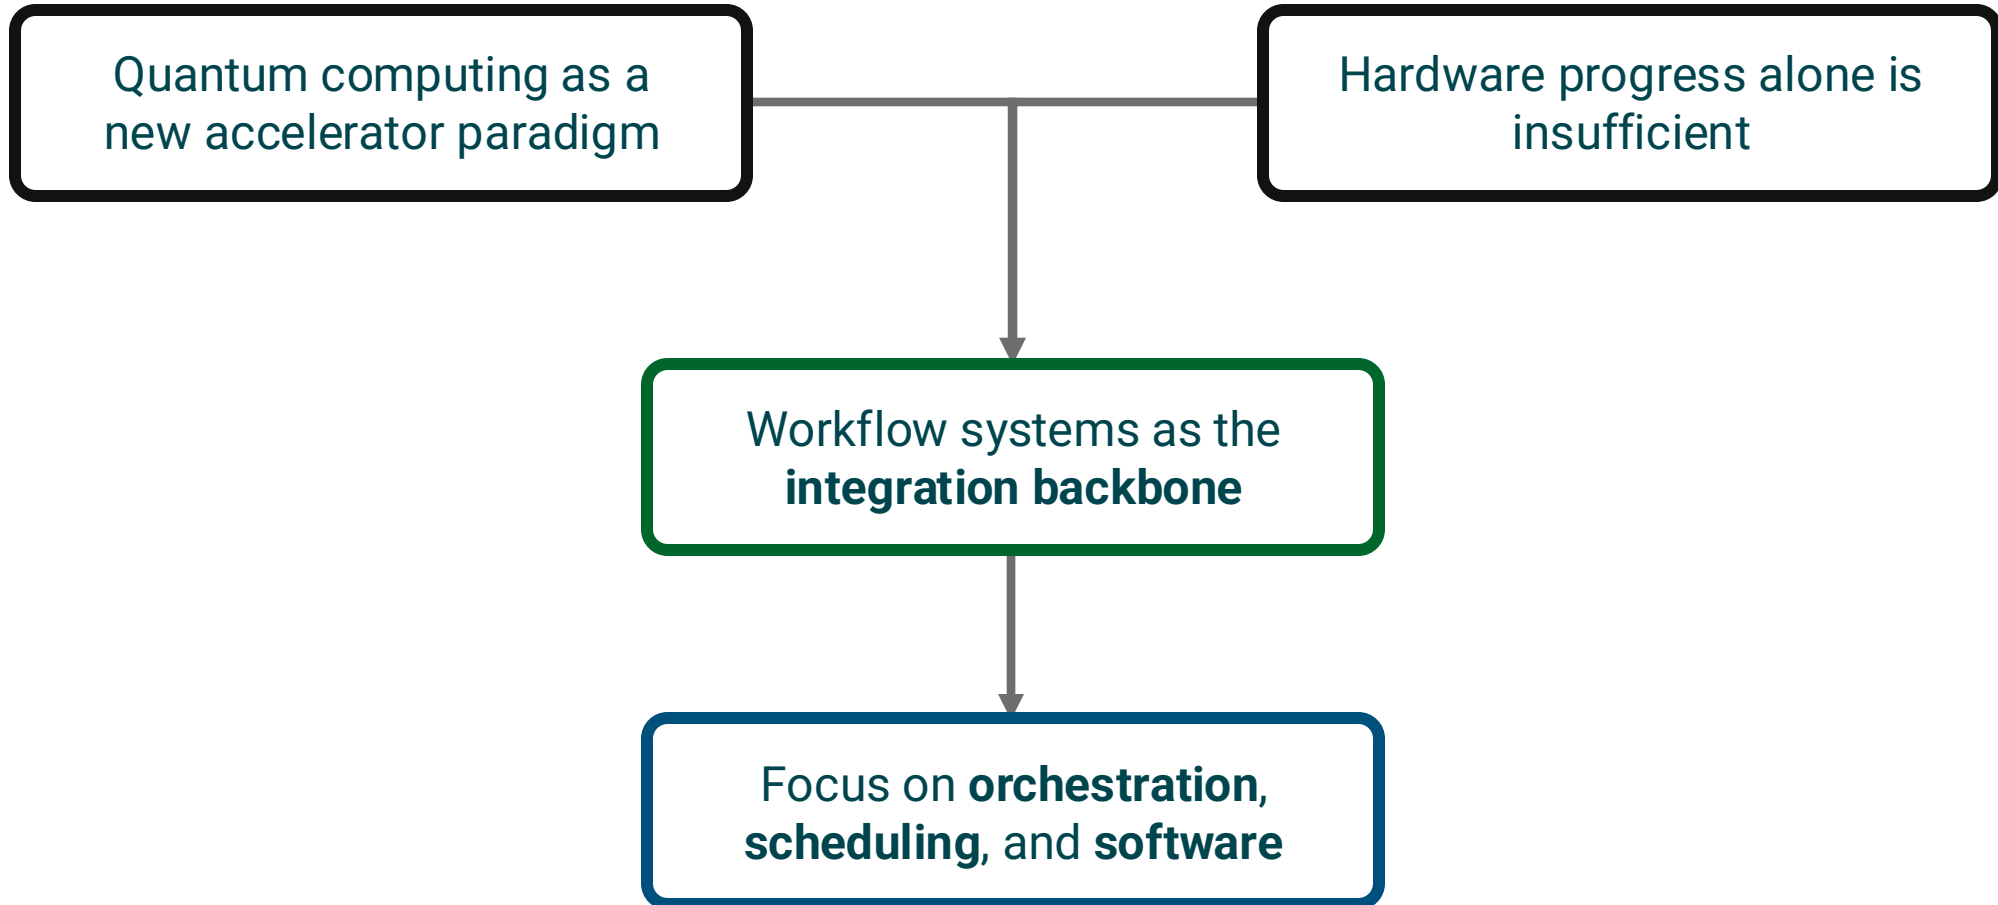 Quantum computing as a
new accelerator paradigm
Hardware progress alone is
insufficient
Workflow systems as the
integration backbone
Focus on orchestration,
scheduling, and software